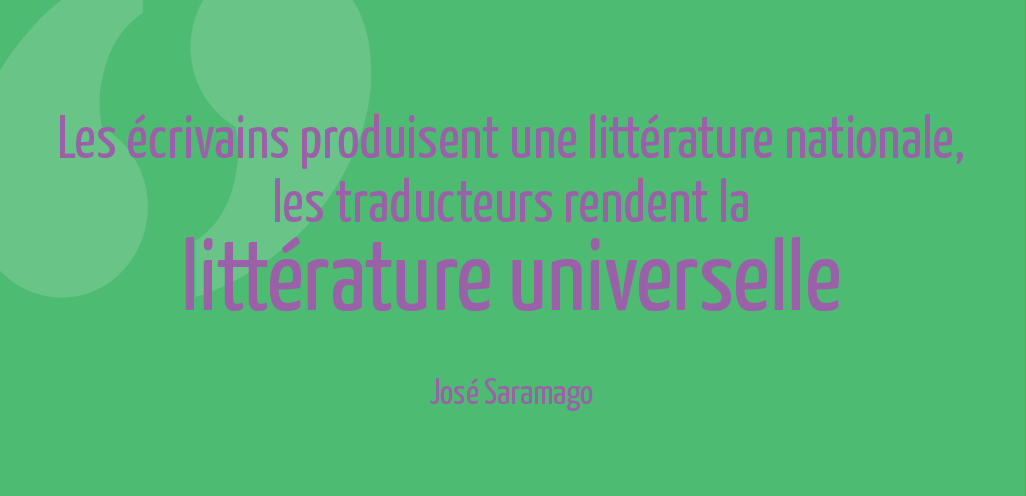 Les écrivains produisent une littérature nationale,
les traducteurs rendent la
littérature universelle
José Saramago